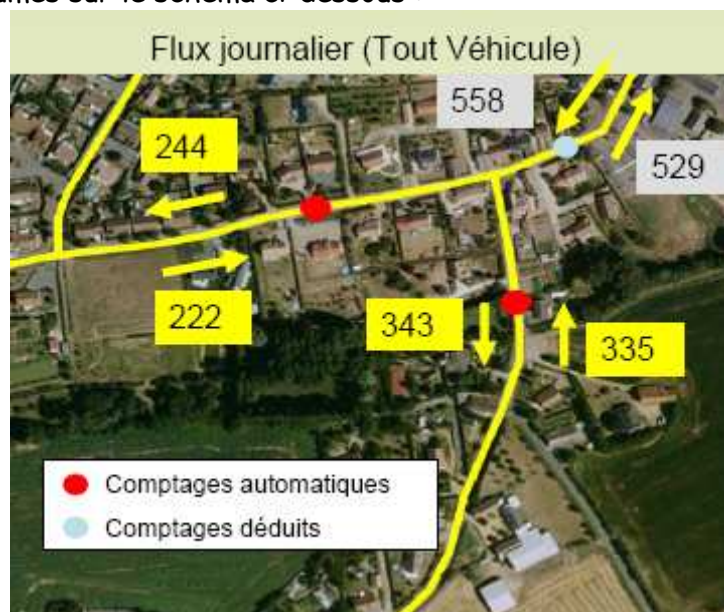 Flux journalier (Tout Véhicule)
558
244
529
222
343
335
Comptages automatiques
Comptages déduits